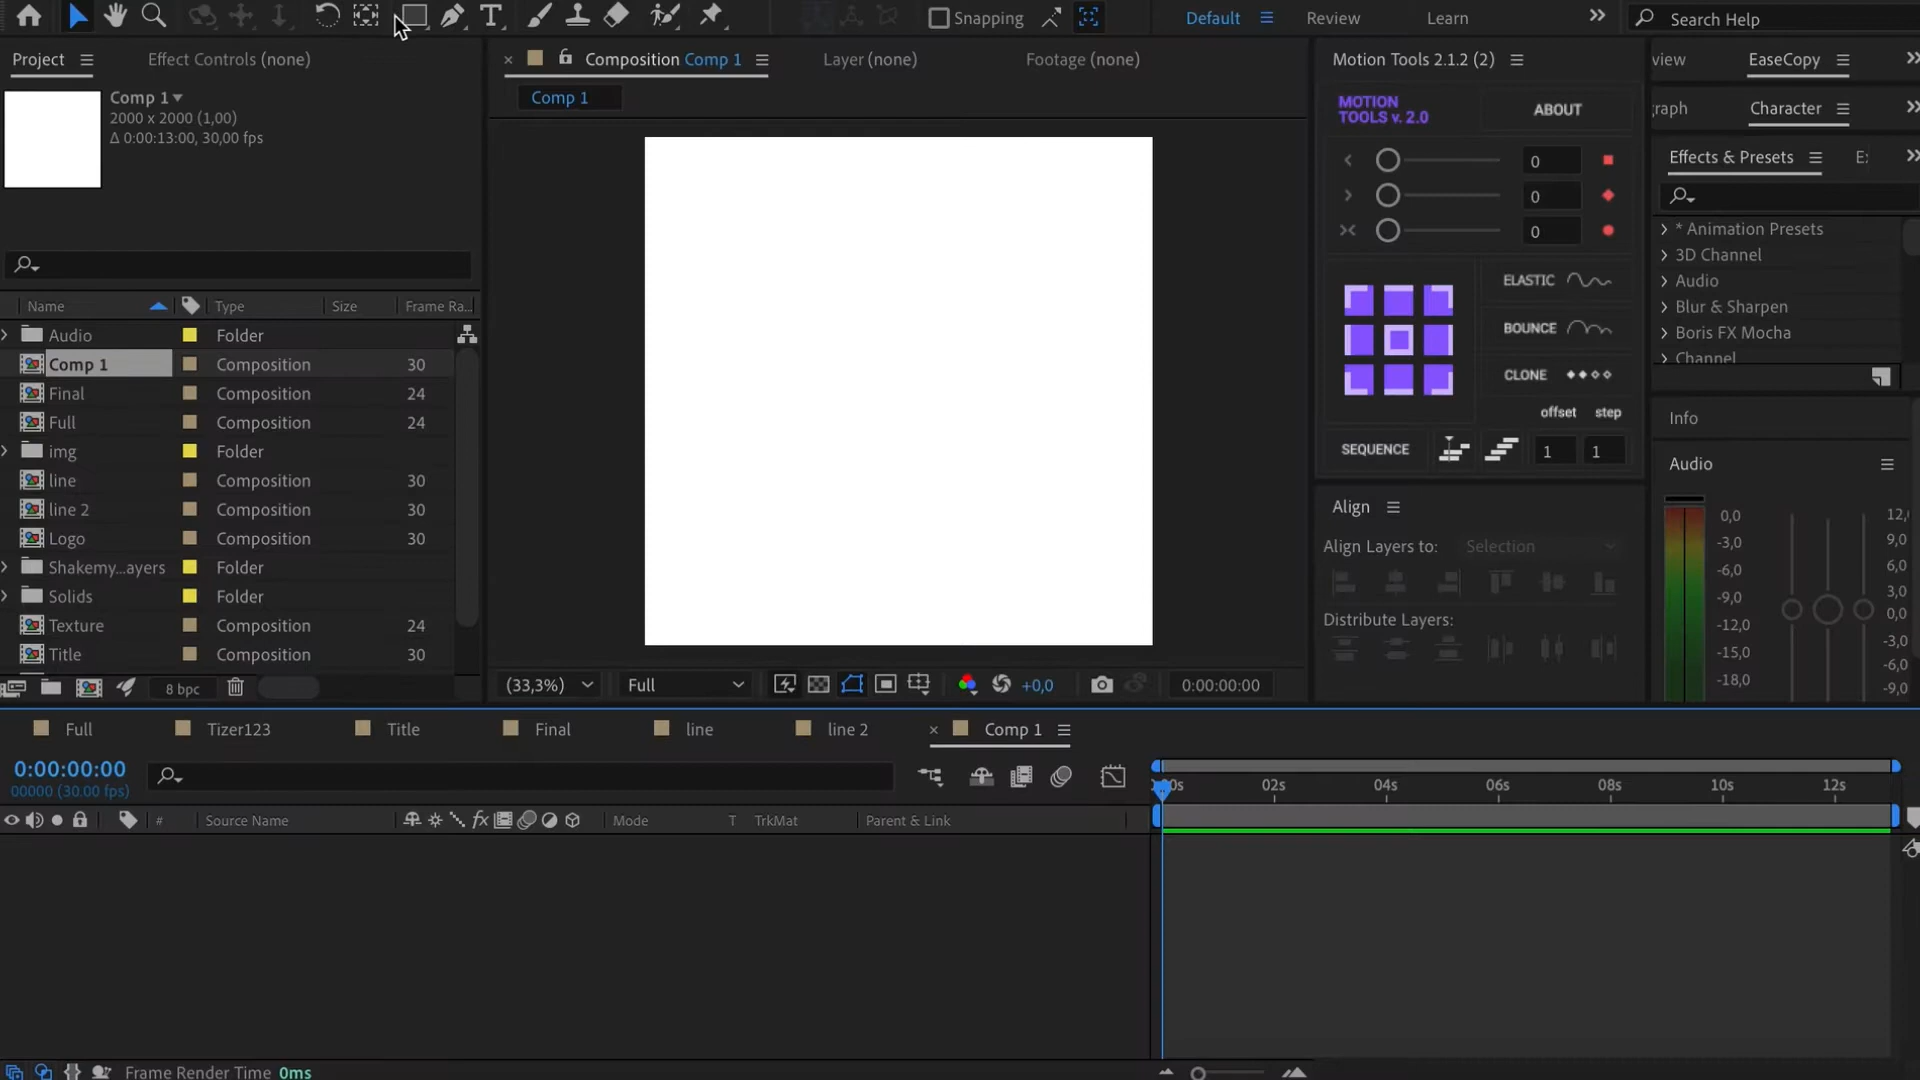 Snapping
Default
Review
Learn
Search Help
Project
Effect Controls (none)
Composition Comp 1
Layer (none)
Footage (none)
Motion Tools 2.1.2 (2)
view
EaseCopy
Comp 1
2000 x 2000 (1,00)
Δ 0:00:13:00, 30,00 fps
Comp 1
MOTION
TOOLS v. 2.0
ABOUT
graph
Character
0
0
0
Effects & Presets
* Animation Presets
3D Channel
Audio
Blur & Sharpen
Boris FX Mocha
Channel
ELASTIC
BOUNCE
CLONE
offset step
SEQUENCE
1
1
Name
Type
Size
Frame Ra...
Audio Folder
Comp 1 Composition 30
Final Composition 24
Full Composition 24
img Folder
line Composition 30
line 2 Composition 30
Logo Composition 30
Shakemy...ayers Folder
Solids Folder
Texture Composition 24
Title Composition 30
8 bpc
Info
Audio
Align
Align Layers to: Selection
Distribute Layers:
0,0
-3,0
-6,0
-9,0
-12,0
-15,0
-18,0
12,
9,0
6,0
3,0
0,0
-3,0
-6,0
-9,0
(33,3%)
Full
+0,0
0:00:00:00
Full
Tizer123
Title
Final
line
line 2
Comp 1
0:00:00:00
00000 (30.00 fps)
02s
04s
06s
08s
10s
12s
#
Source Name
fx
Mode
T
TrkMat
Parent & Link
Frame Render Time 0ms